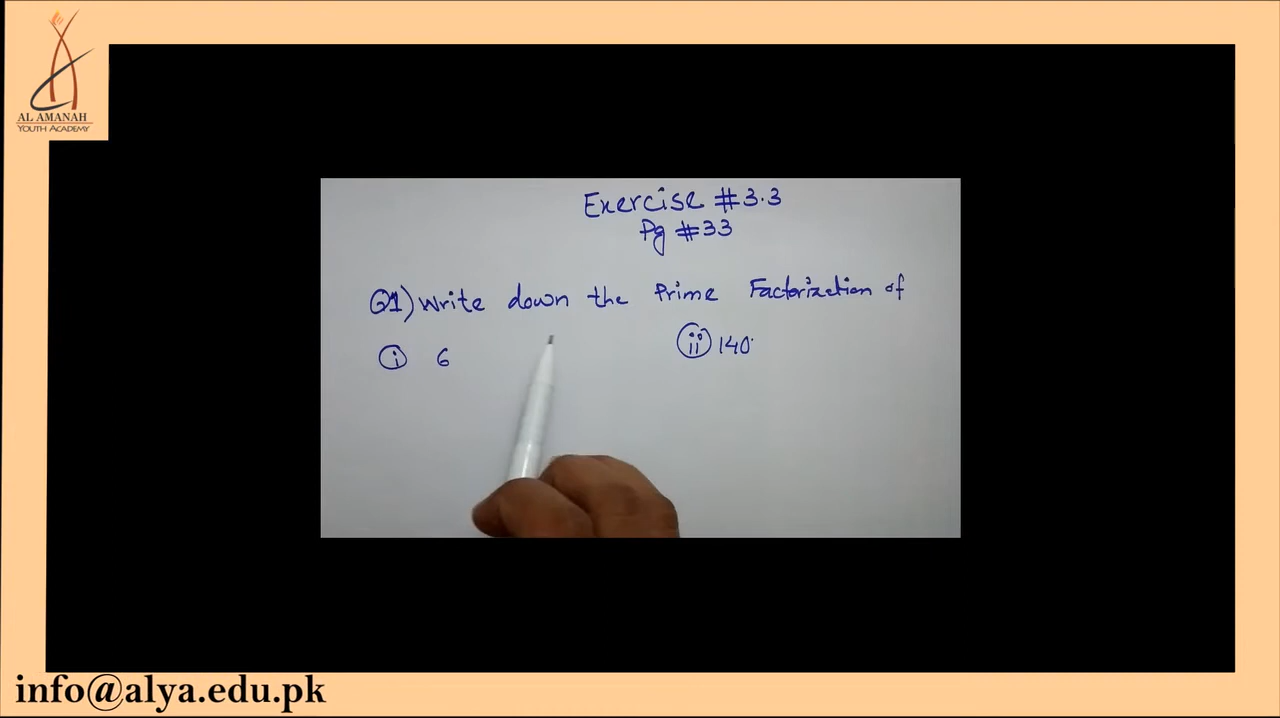 AL AMANAH
YOUTH ACADEMY
Exercise #3.3
Pg #33
Q1) Write down the Prime Factorization of
i 6
ii 140
info@alya.edu.pk